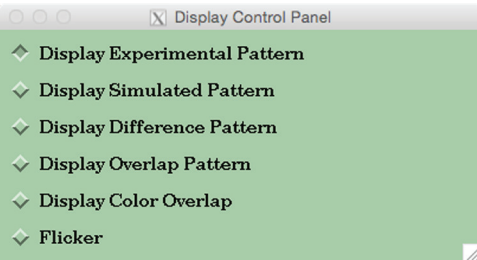 Display Control Panel
Display Experimental Pattern
Display Simulated Pattern
Display Difference Pattern
Display Overlap Pattern
Display Color Overlap
Flicker